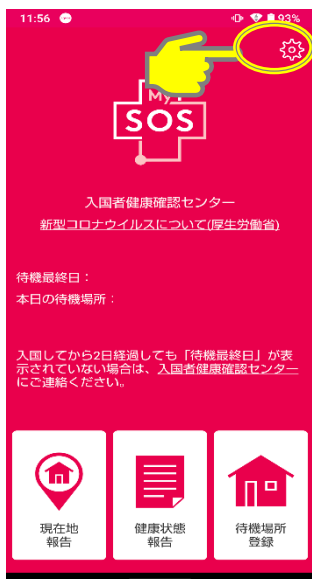 11:56
93%
My
SOS
入国者健康確認センター
新型コロナウイルスについて(厚生労働省)
待機最終日：
本日の待機場所：
入国してから2日経過しても「待機最終日」が表
示されていない場合は、入国者健康確認センター
にご連絡ください。
現在地
報告
健康状態
報告
待機場所
登録